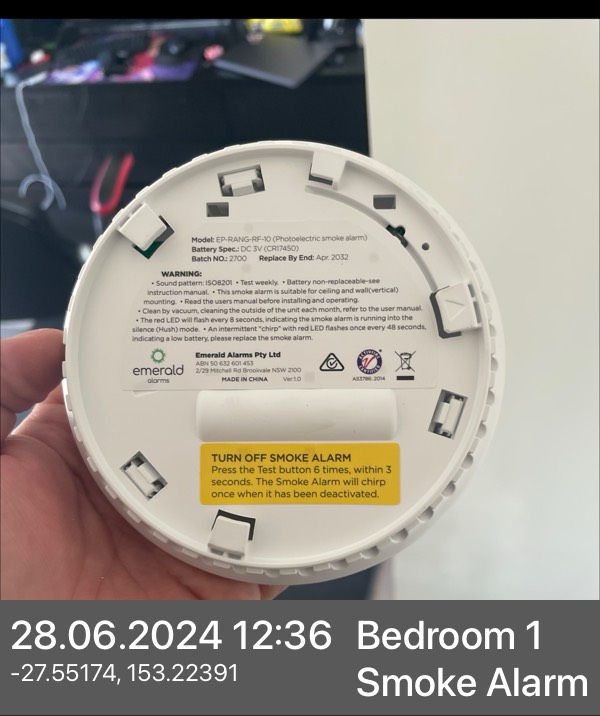 Model: EP-RANG-RF-10 (Photoelectric smoke alarm)
Battery Spec.: DC 3V (CR17450)
Batch NO.: 2700 Replace By End: Apr. 2032
WARNING:
• Sound pattern: ISO8201 • Test weekly. • Battery non-replaceable-see
instruction manual. • This smoke alarm is suitable for ceiling and wall(vertical)
mounting. • Read the users manual before installing and operating.
• Clean by vacuum, cleaning the outside of the unit each month, refer to the user manual.
• The red LED will flash every 8 seconds, indicating the smoke alarm is running into the
silence (Hush) mode. • An intermittent "chirp" with red LED flashes once every 48 seconds,
indicating a low battery, please replace the smoke alarm.
emerald
alarms
Emerald Alarms Pty Ltd
ABN 50 632 601 453
2/29 Mitchell Rd Brookvale NSW 2100
MADE IN CHINA Ver1.0
AS3786:2014
TURN OFF SMOKE ALARM
Press the Test button 6 times, within 3
seconds. The Smoke Alarm will chirp
once when it has been deactivated.
28.06.2024 12:36
-27.55174, 153.22391
Bedroom 1
Smoke Alarm